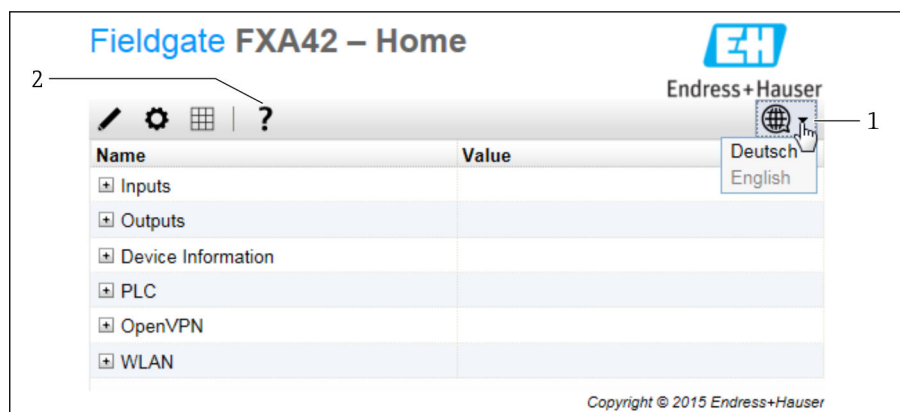 Fieldgate FXA42 – Home
EH
Endress+Hauser
2
?
1
Name Value
Deutsch
English
Inputs
Outputs
Device Information
PLC
OpenVPN
WLAN
Copyright © 2015 Endress+Hauser